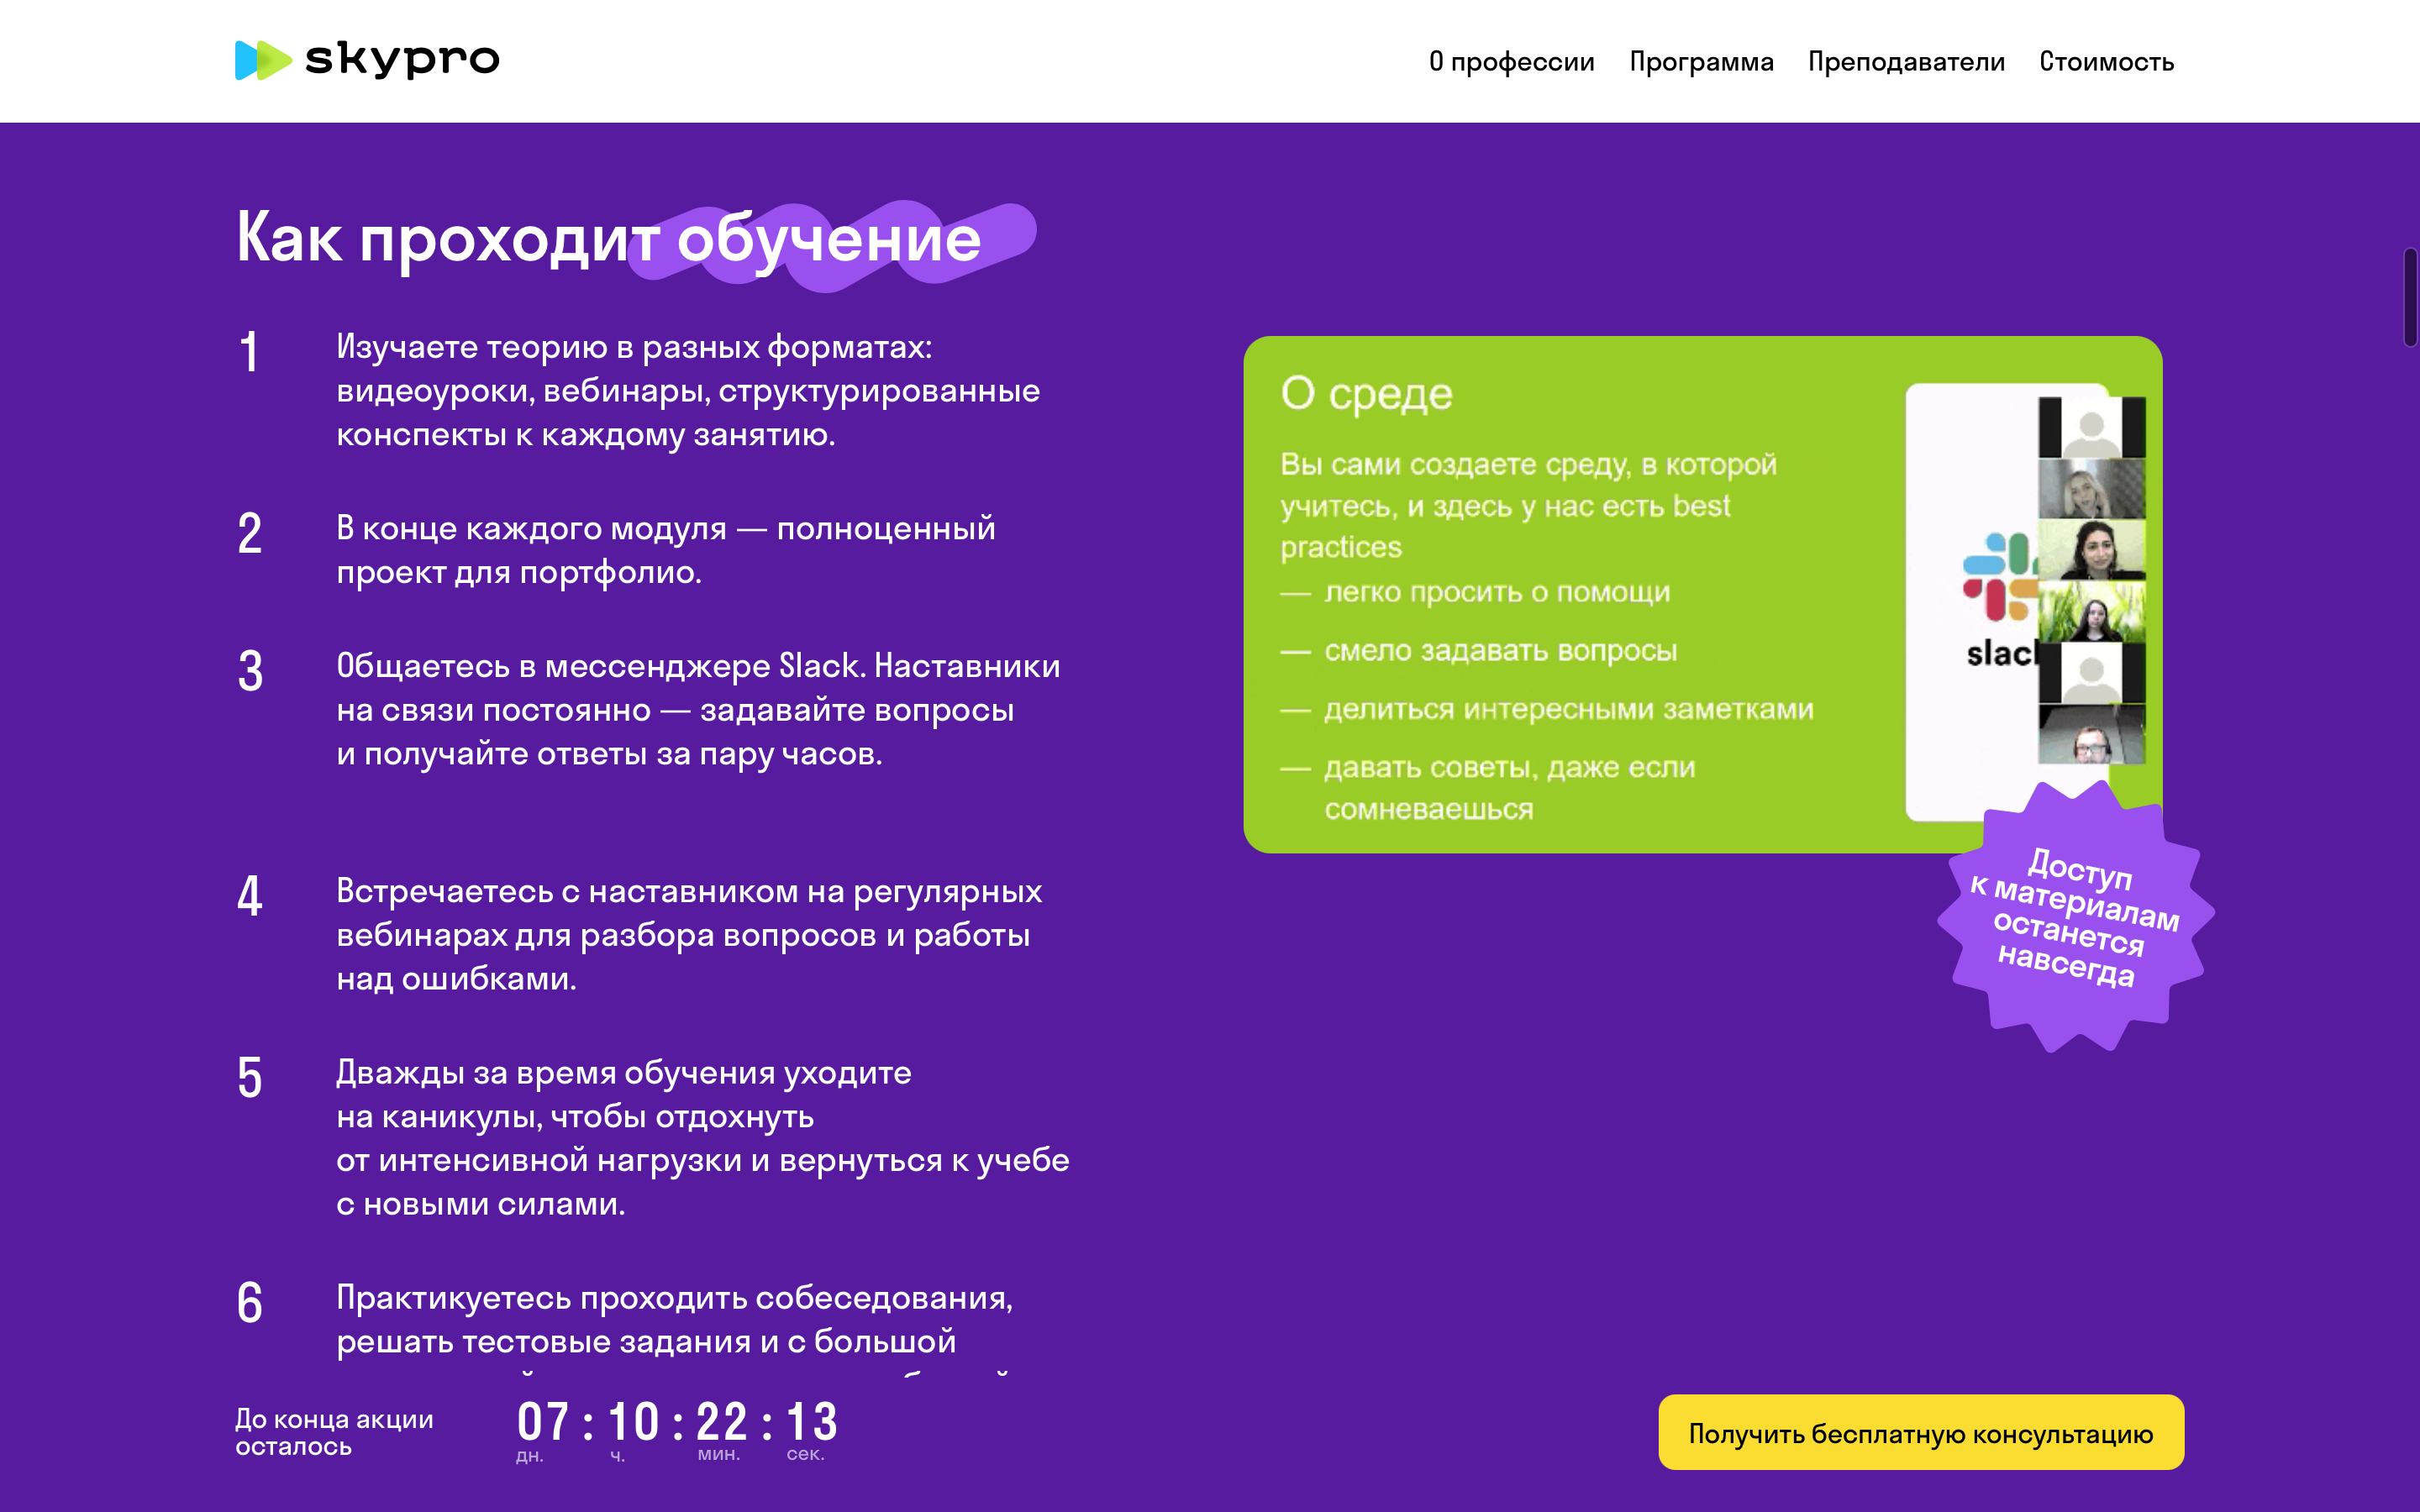 skypro
О профессии
Программа
Преподаватели
Стоимость
Как проходит обучение
1
Изучаете теорию в разных форматах:
видеоуроки, вебинары, структурированные
конспекты к каждому занятию.
2
В конце каждого модуля — полноценный
проект для портфолио.
3
Общаетесь в мессенджере Slack. Наставники
на связи постоянно — задавайте вопросы
и получайте ответы за пару часов.
4
Встречаетесь с наставником на регулярных
вебинарах для разбора вопросов и работы
над ошибками.
5
Дважды за время обучения уходите
на каникулы, чтобы отдохнуть
от интенсивной нагрузки и вернуться к учебе
с новыми силами.
6
Практикуетесь проходить собеседования,
решать тестовые задания и с большой
О среде
Вы сами создаете среду, в которой
учитесь, и здесь у нас есть best
practices
— легко просить о помощи
— смело задавать вопросы
— делиться интересными заметками
— давать советы, даже если
сомневаешься
slack
Доступ
к материалам
останется
навсегда
До конца акции
осталось
07 : 10 : 22 : 13
дн. ч. мин. сек.
Получить бесплатную консультацию